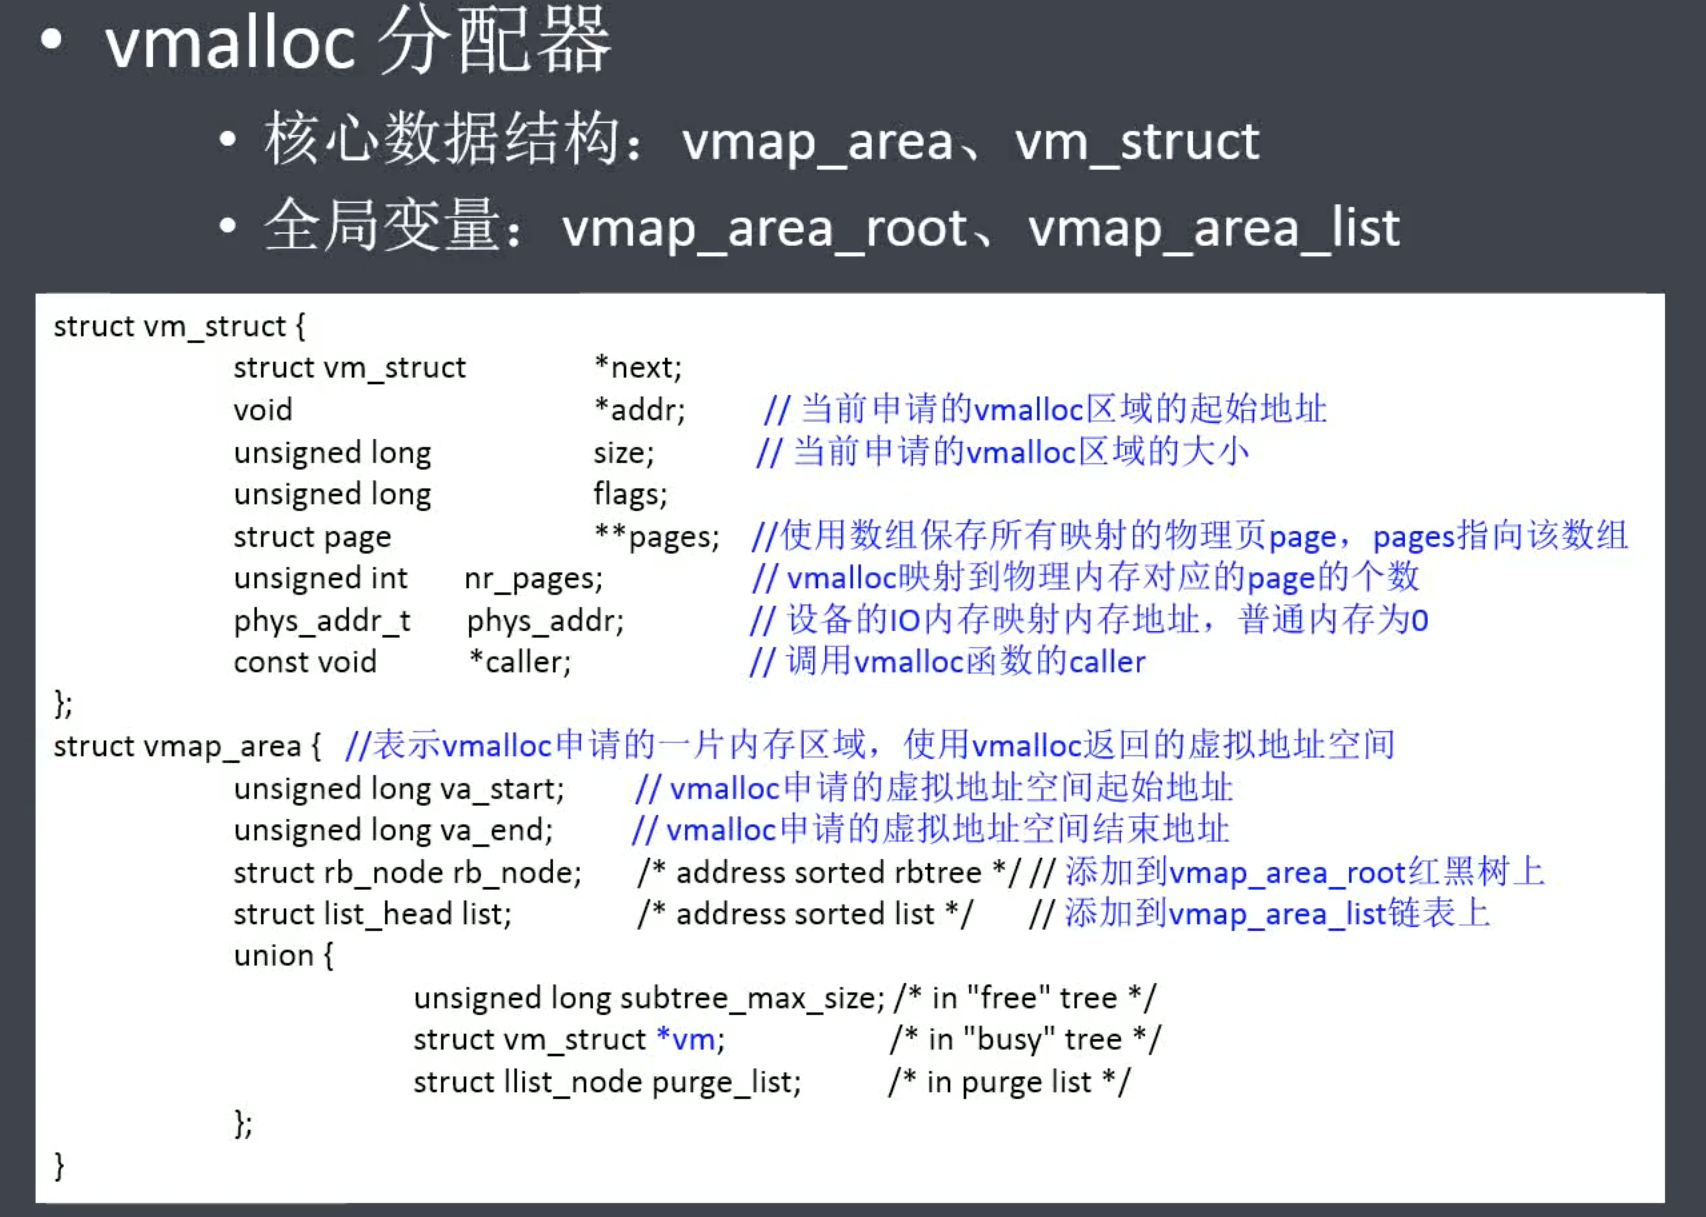 • vmalloc 分配器
• 核心数据结构：vmap_area、vm_struct
• 全局变量：vmap_area_root、vmap_area_list
struct vm_struct {
struct vm_struct *next;
void *addr; // 当前申请的vmalloc区域的起始地址
unsigned long size; // 当前申请的vmalloc区域的大小
unsigned long flags;
struct page **pages; //使用数组保存所有映射的物理页page，pages指向该数组
unsigned int nr_pages; // vmalloc映射到物理内存对应的page的个数
phys_addr_t phys_addr; // 设备的IO内存映射内存地址，普通内存为0
const void *caller; // 调用vmalloc函数的caller
};
struct vmap_area { //表示vmalloc申请的一片内存区域，使用vmalloc返回的虚拟地址空间
unsigned long va_start; // vmalloc申请的虚拟地址空间起始地址
unsigned long va_end; // vmalloc申请的虚拟地址空间结束地址
struct rb_node rb_node; /* address sorted rbtree */ // 添加到vmap_area_root红黑树上
struct list_head list; /* address sorted list */ // 添加到vmap_area_list链表上
union {
unsigned long subtree_max_size; /* in "free" tree */
struct vm_struct *vm; /* in "busy" tree */
struct llist_node purge_list; /* in purge list */
};
}